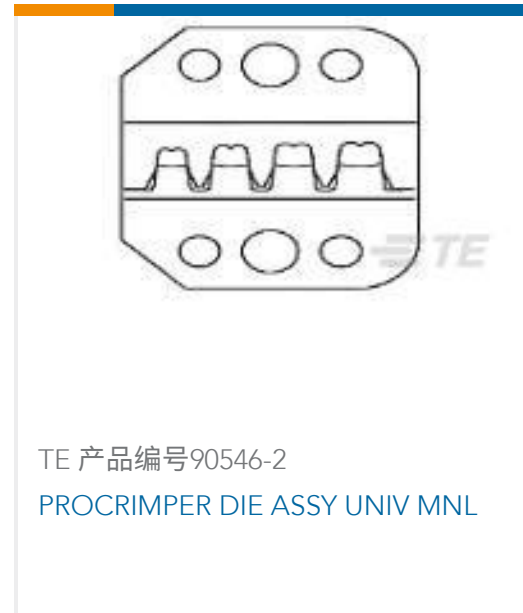 TE
TE 产品编号90546-2
PROCRIMPER DIE ASSY UNIV MNL